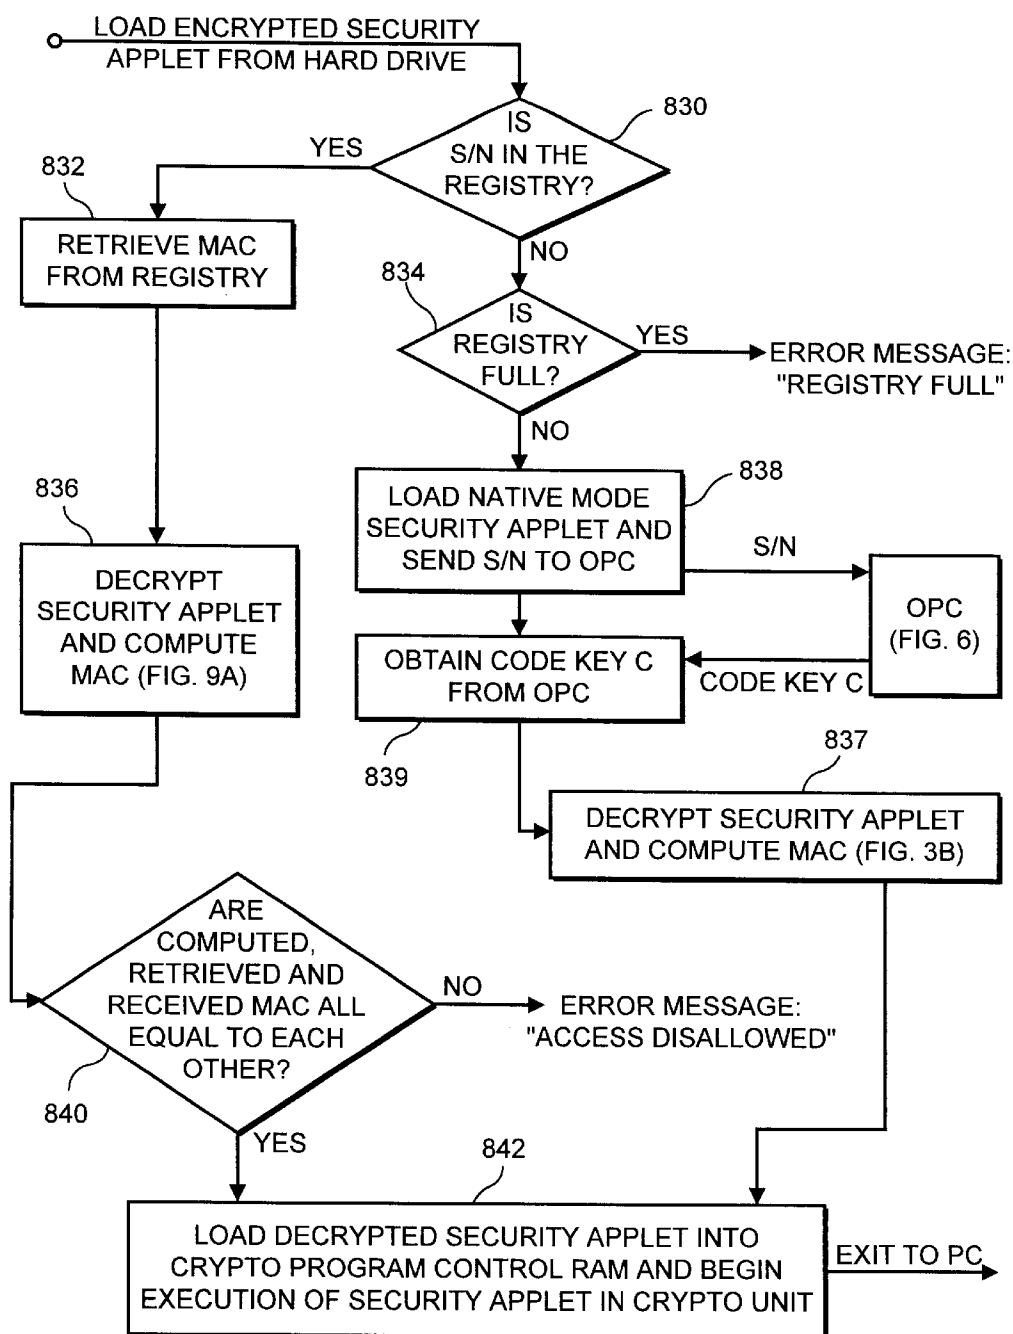 LOAD ENCRYPTED SECURITY
APPLET FROM HARD DRIVE
830
IS
S/N IN THE
REGISTRY?
YES
832
RETRIEVE MAC
FROM REGISTRY
NO
834
IS
REGISTRY
FULL?
YES
ERROR MESSAGE:
"REGISTRY FULL"
NO
838
LOAD NATIVE MODE
SECURITY APPLET AND
SEND S/N TO OPC
S/N
836
DECRYPT
SECURITY APPLET
AND COMPUTE
MAC (FIG. 9A)
OPC
(FIG. 6)
OBTAIN CODE KEY C
FROM OPC
CODE KEY C
839
837
DECRYPT SECURITY APPLET
AND COMPUTE MAC (FIG. 3B)
ARE
COMPUTED,
RETRIEVED AND
RECEIVED MAC ALL
EQUAL TO EACH
OTHER?
NO
ERROR MESSAGE:
"ACCESS DISALLOWED"
840
YES
842
LOAD DECRYPTED SECURITY APPLET INTO
CRYPTO PROGRAM CONTROL RAM AND BEGIN
EXECUTION OF SECURITY APPLET IN CRYPTO UNIT
EXIT TO PC